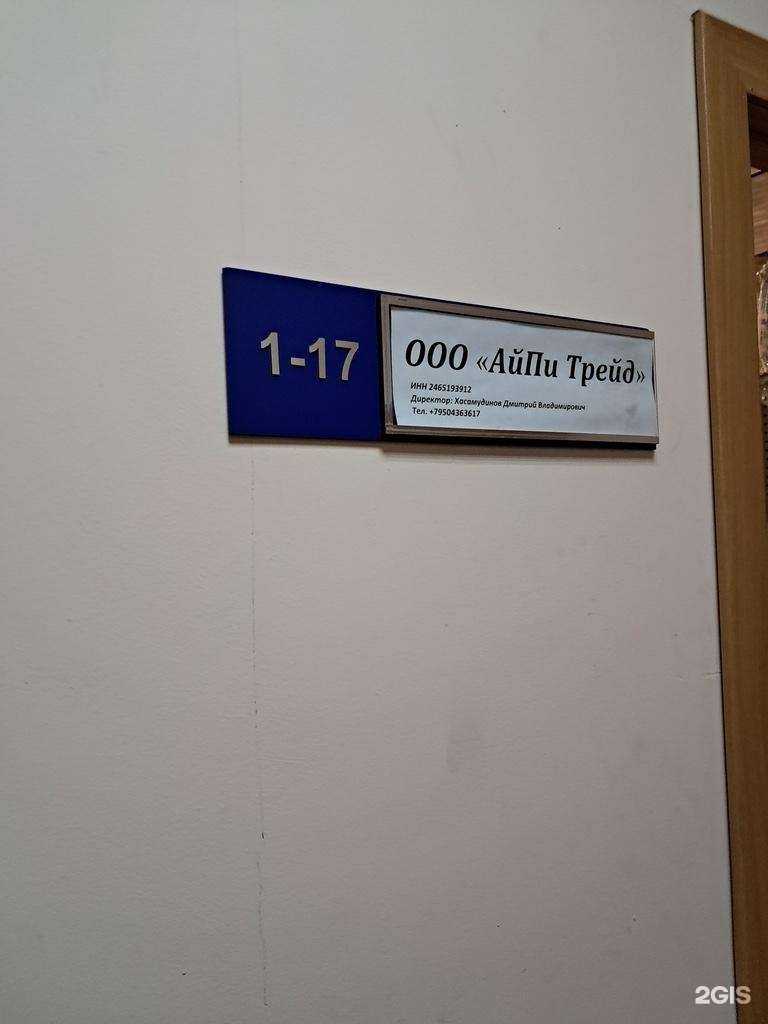 1-17
ООО «АйПи Трейд»
ИНН 2465193912
Директор: Хасамудинов Дмитрий Владимирович
Тел. +79504363617
2GIS